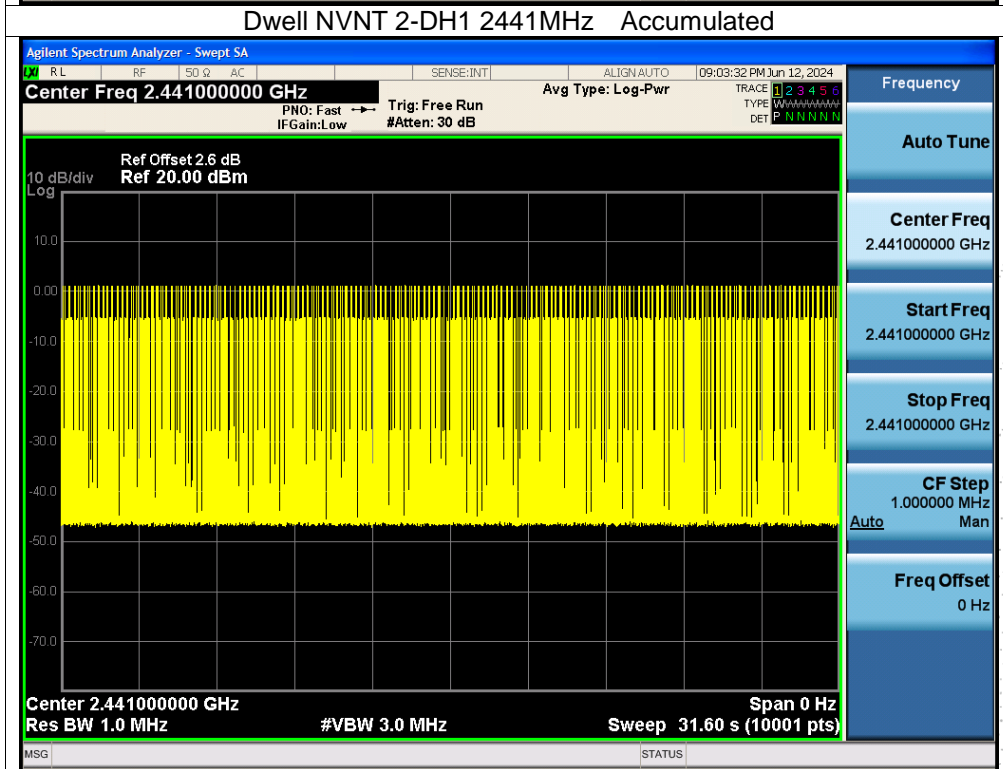 Dwell NVNT 2-DH1 2441MHz Accumulated
Agilent Spectrum Analyzer - Swept SA
LXI RL RF 50 Ω AC SENSE:INT ALIGN AUTO 09:03:32 PM Jun 12, 2024
Center Freq 2.441000000 GHz
PNO: Fast
IFGain:Low
Trig: Free Run
#Atten: 30 dB
Avg Type: Log-Pwr
TRACE 1 2 3 4 5 6
TYPE WWWWWW
DET P N N N N N
Frequency
Auto Tune
Center Freq
2.441000000 GHz
Start Freq
2.441000000 GHz
Stop Freq
2.441000000 GHz
CF Step
1.000000 MHz
Auto Man
Freq Offset
0 Hz
Ref Offset 2.6 dB
10 dB/div Ref 20.00 dBm
Log
10.0
0.00
-10.0
-20.0
-30.0
-40.0
-50.0
-60.0
-70.0
Center 2.441000000 GHz Span 0 Hz
Res BW 1.0 MHz #VBW 3.0 MHz Sweep 31.60 s (10001 pts)
MSG STATUS